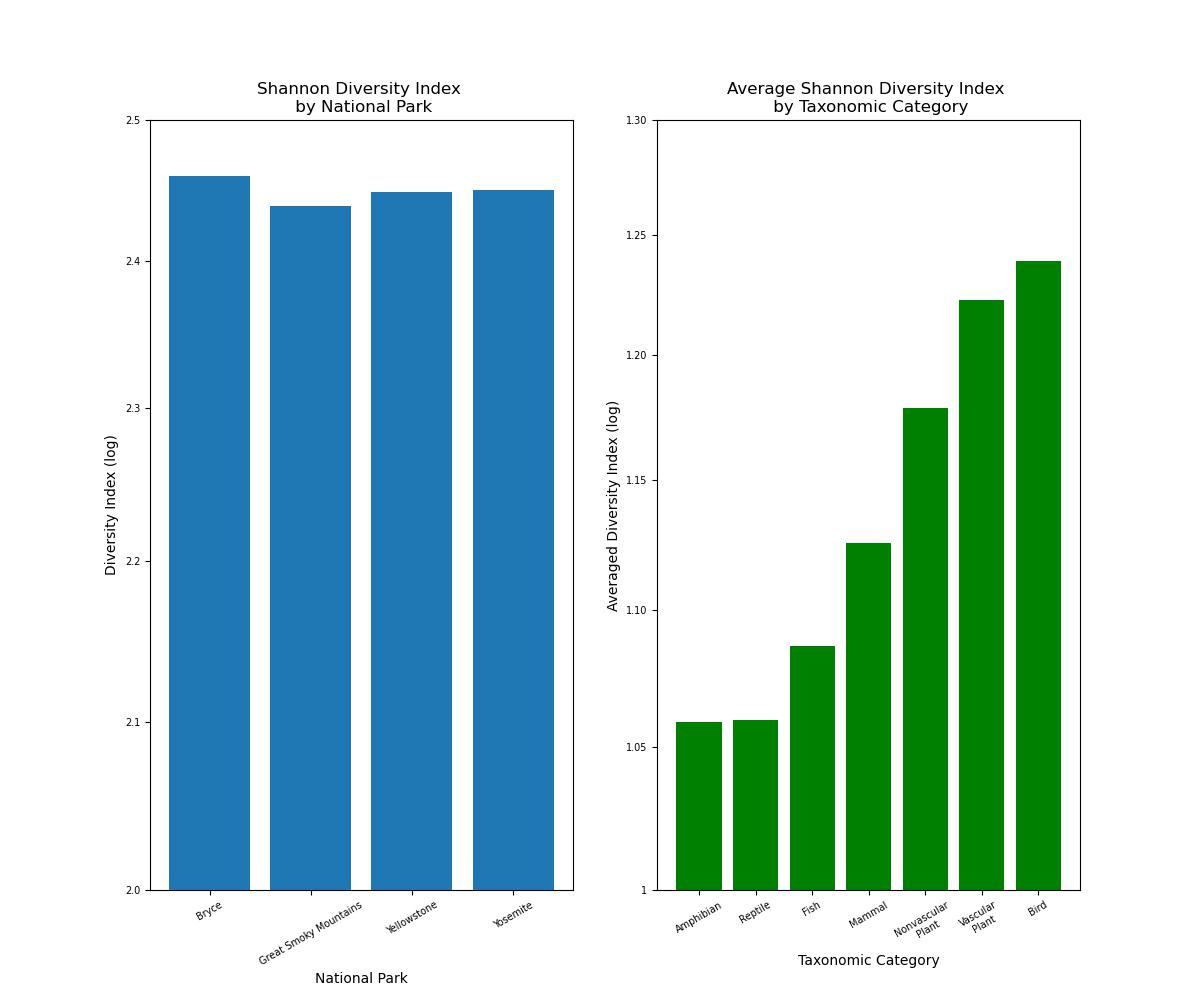 Shannon Diversity Index
by National Park
2.5
2.4
2.3
2.2
2.1
2.0
Diversity Index (log)
Bryce
Great Smoky Mountains
Yellowstone
Yosemite
National Park
Average Shannon Diversity Index
by Taxonomic Category
1.30
1.25
1.20
1.15
1.10
1.05
1
Averaged Diversity Index (log)
Amphibian
Reptile
Fish
Mammal
Nonvascular
Plant
Vascular
Plant
Bird
Taxonomic Category